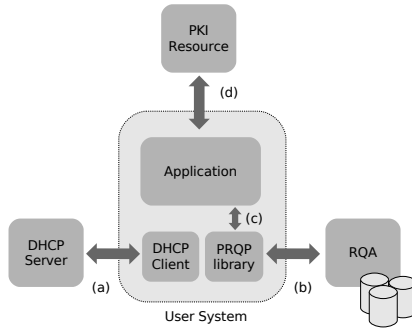 PKI
Resource
(d)
Application
(c)
DHCP
Server
(a)
DHCP
Client
PRQP
library
(b)
RQA
User System